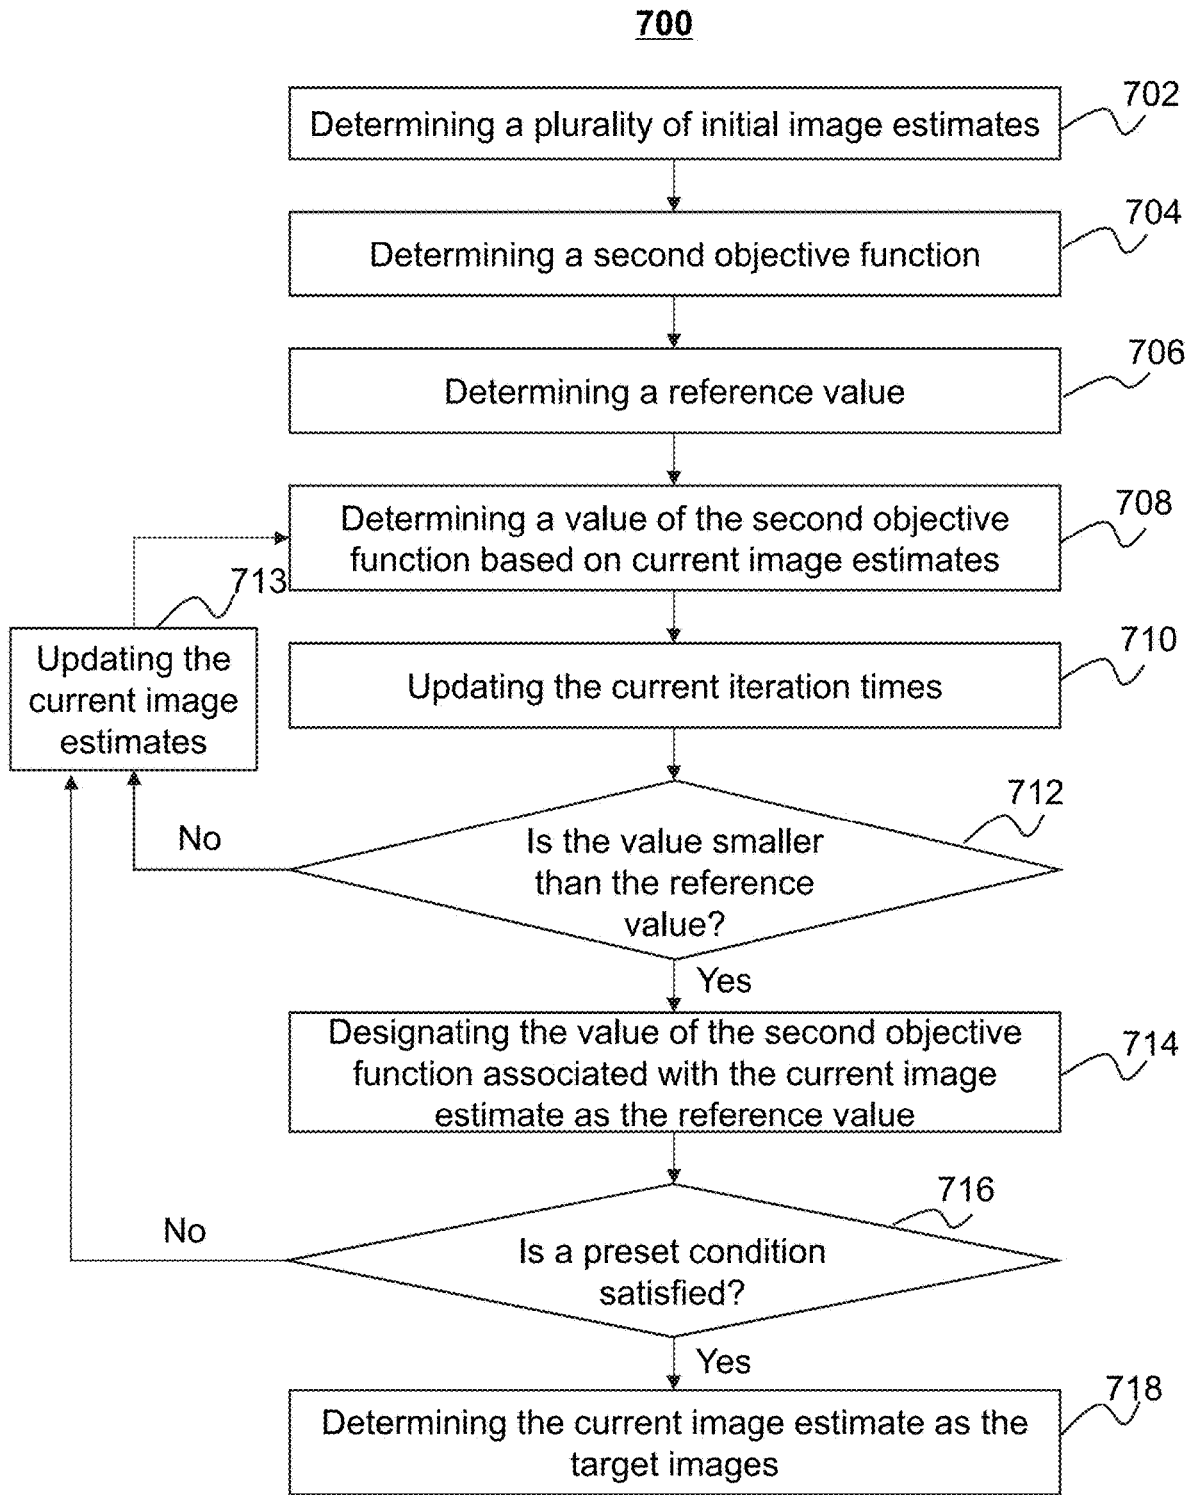 700
702
Determining a plurality of initial image estimates
704
Determining a second objective function
706
Determining a reference value
708
Determining a value of the second objective
function based on current image estimates
713
Updating the
current image
estimates
710
Updating the current iteration times
712
No
Is the value smaller
than the reference
value?
Yes
Designating the value of the second objective
function associated with the current image
estimate as the reference value
714
716
No
Is a preset condition
satisfied?
Yes
718
Determining the current image estimate as the
target images